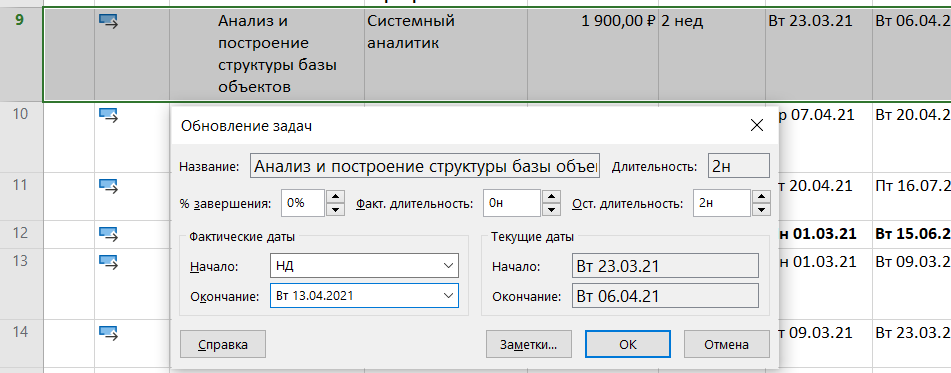 9 Анализ и Системный 1 900,00 ₽ 2 нед Вт 23.03.21 Вт 06.04.2
построение аналитик
структуры базы
объектов
10 р 07.04.21 Вт 20.04.2
Обновление задач
Название: Анализ и построение структуры базы объе Длительность: 2н
11 т 20.04.21 Пт 16.07.2
% завершения: 0% Факт. длительность: 0н Ост. длительность: 2н
12 н 01.03.21 Вт 15.06.2
Фактические даты Текущие даты
13 н 01.03.21 Вт 09.03.2
Начало: НД Начало: Вт 23.03.21
Окончание: Вт 13.04.2021 Окончание: Вт 06.04.21
14 т 09.03.21 Вт 23.03.2
Справка Заметки... ОК Отмена